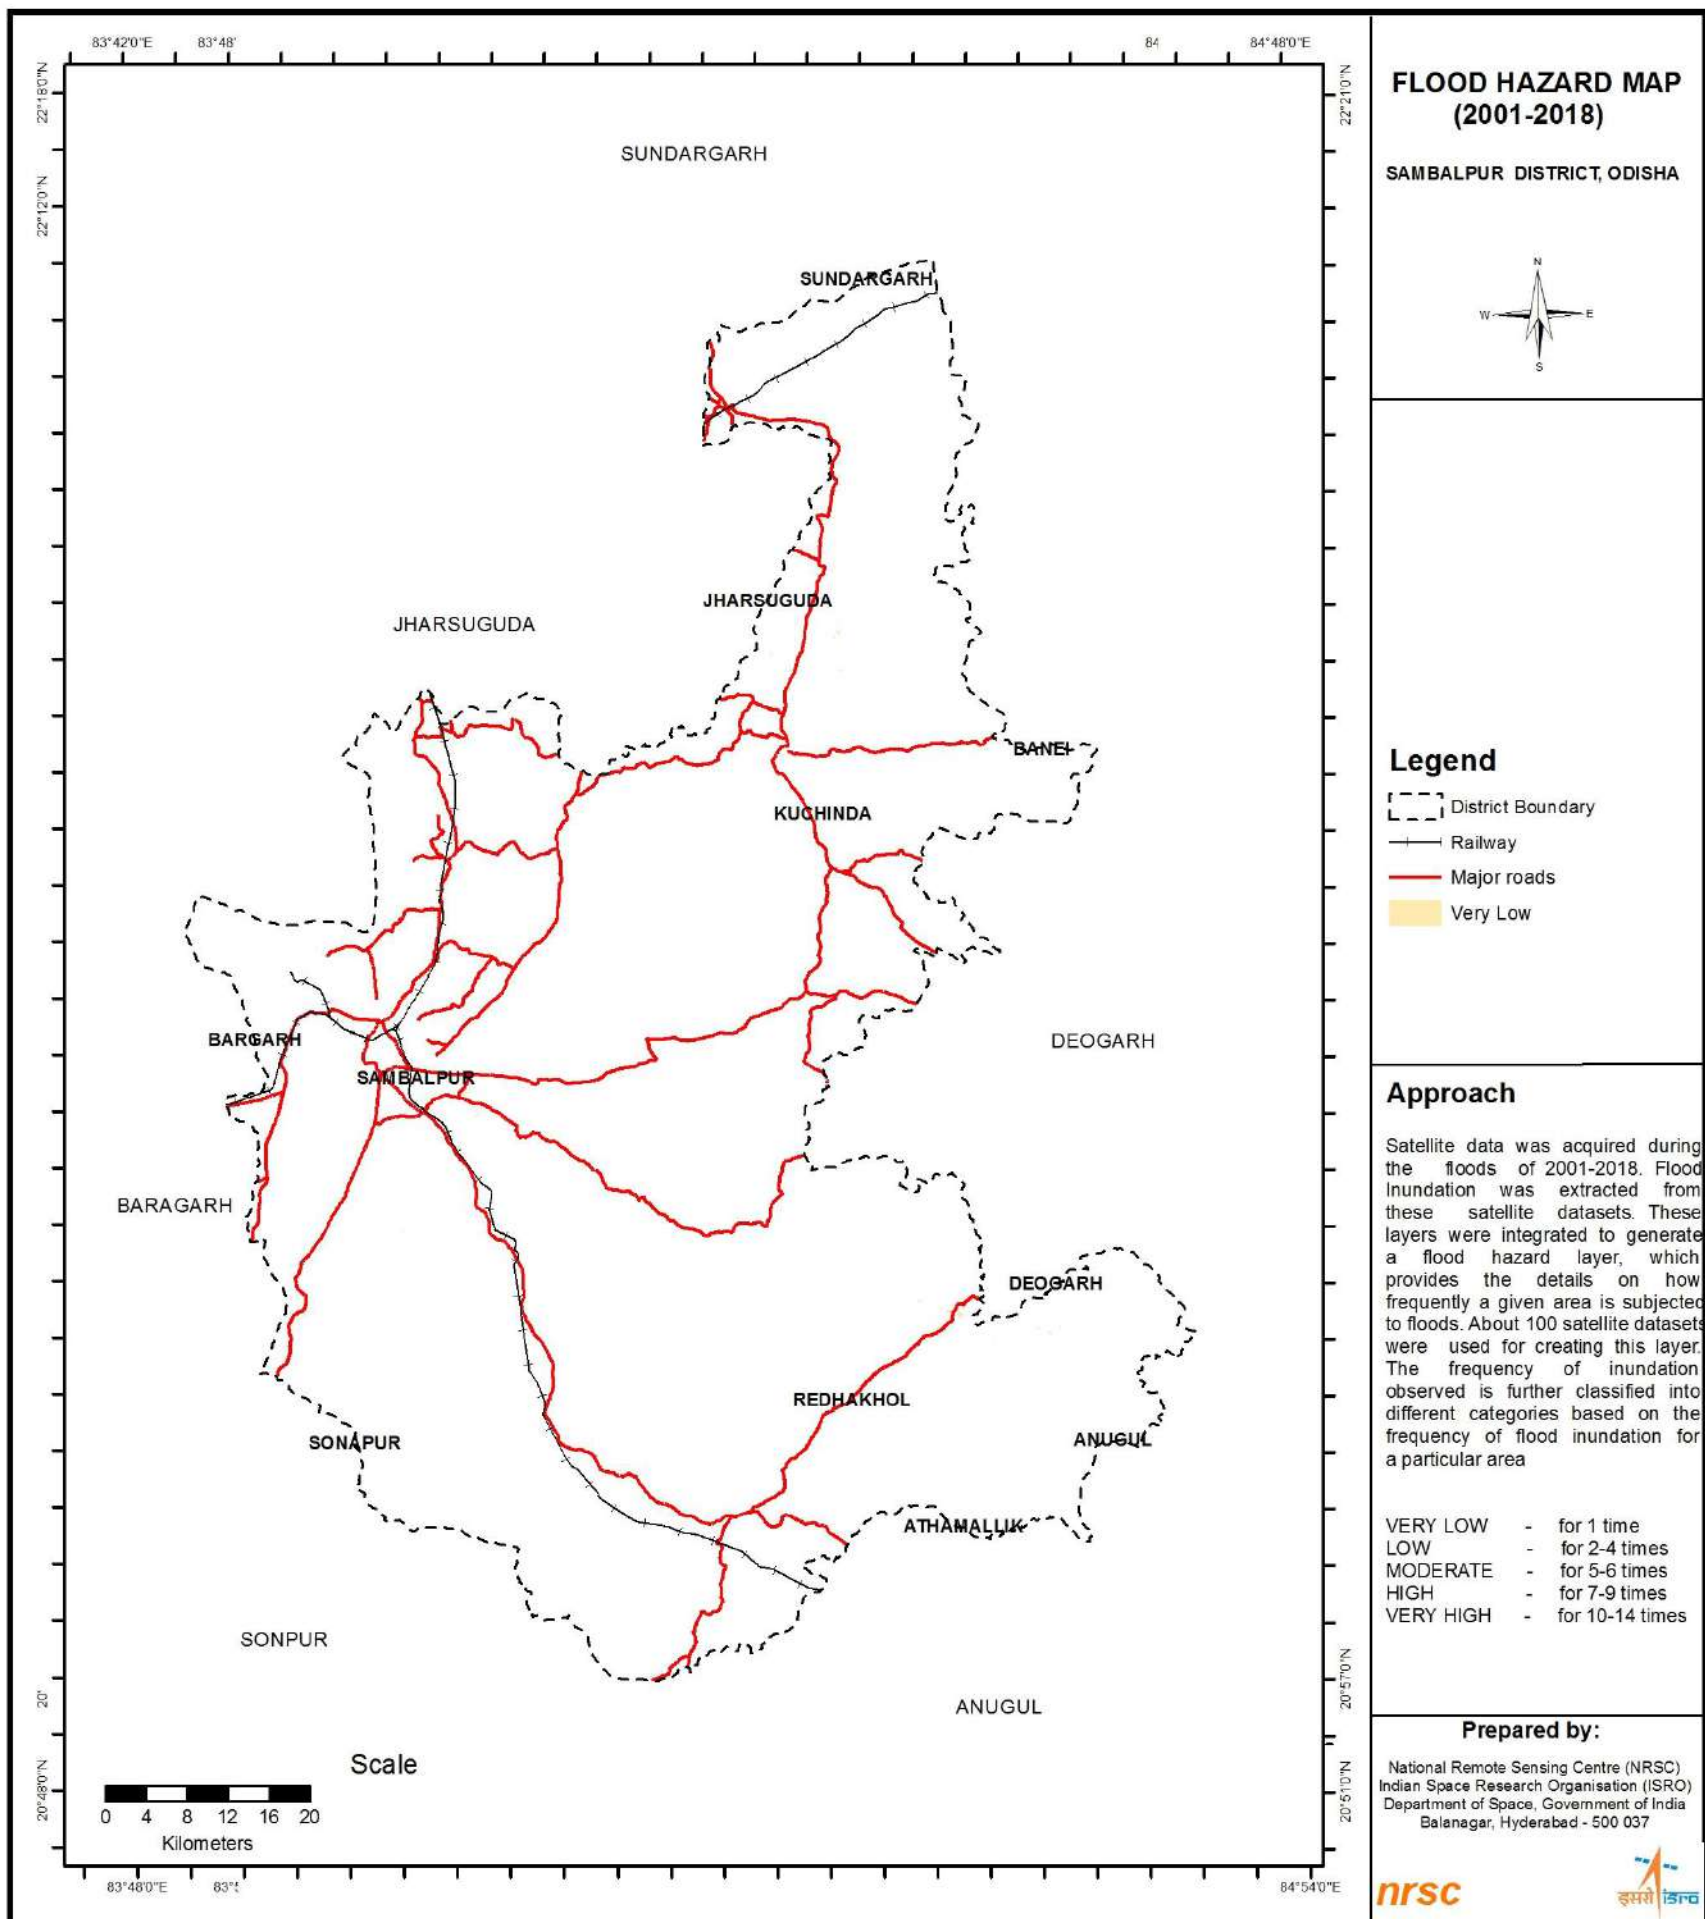 83°42'0"E
83°48'
84
84°48'0"E
22°18'0"N
22°12'0"N
20°
20°48'0"N
22°21'0"N
20°57'0"N
20°51'0"N
83°48'0"E
84°54'0"E
SUNDARGARH
SUNDARGARH
JHARSUGUDA
JHARSUGUDA
BANEI
KUCHINDA
BARGARH
DEOGARH
SAMBALPUR
BARAGARH
DEOGARH
REDHAKHOL
SONAPUR
ANUGUL
ATHAMALLIK
SONPUR
ANUGUL
Scale
0 4 8 12 16 20
Kilometers
FLOOD HAZARD MAP
(2001-2018)
SAMBALPUR DISTRICT, ODISHA
N
W E
S
Legend
District Boundary
Railway
Major roads
Very Low
Approach
Satellite data was acquired during
the floods of 2001-2018. Flood
Inundation was extracted from
these satellite datasets. These
layers were integrated to generate
a flood hazard layer, which
provides the details on how
frequently a given area is subjected
to floods. About 100 satellite datasets
were used for creating this layer.
The frequency of inundation
observed is further classified into
different categories based on the
frequency of flood inundation for
a particular area
VERY LOW - for 1 time
LOW - for 2-4 times
MODERATE - for 5-6 times
HIGH - for 7-9 times
VERY HIGH - for 10-14 times
Prepared by:
National Remote Sensing Centre (NRSC)
Indian Space Research Organisation (ISRO)
Department of Space, Government of India
Balanagar, Hyderabad - 500 037
nrsc
इसरो isro